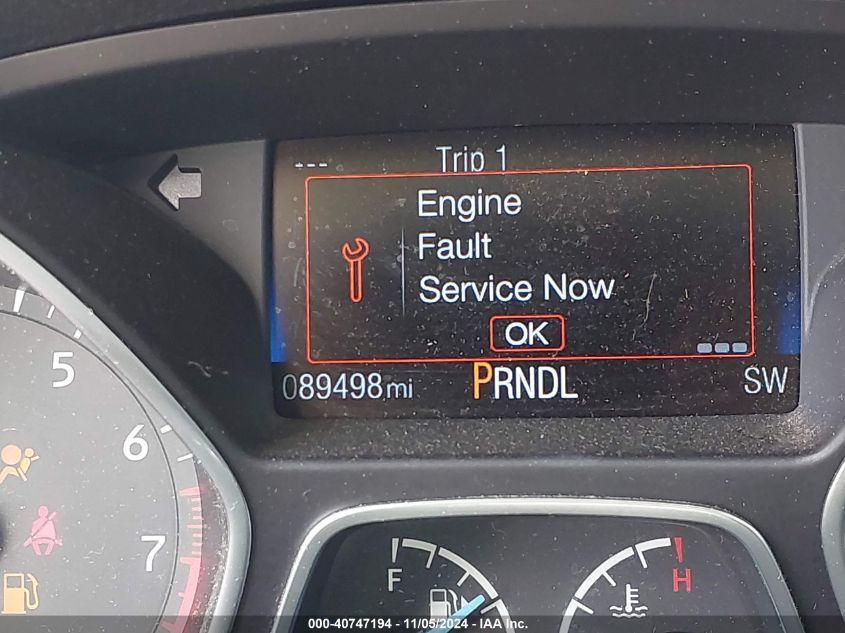 --- Trip 1
Engine
Fault
Service Now
OK
089498mi PRNDL SW
5
6
7
F
H
000-40747194 - 11/05/2024 - IAA Inc.